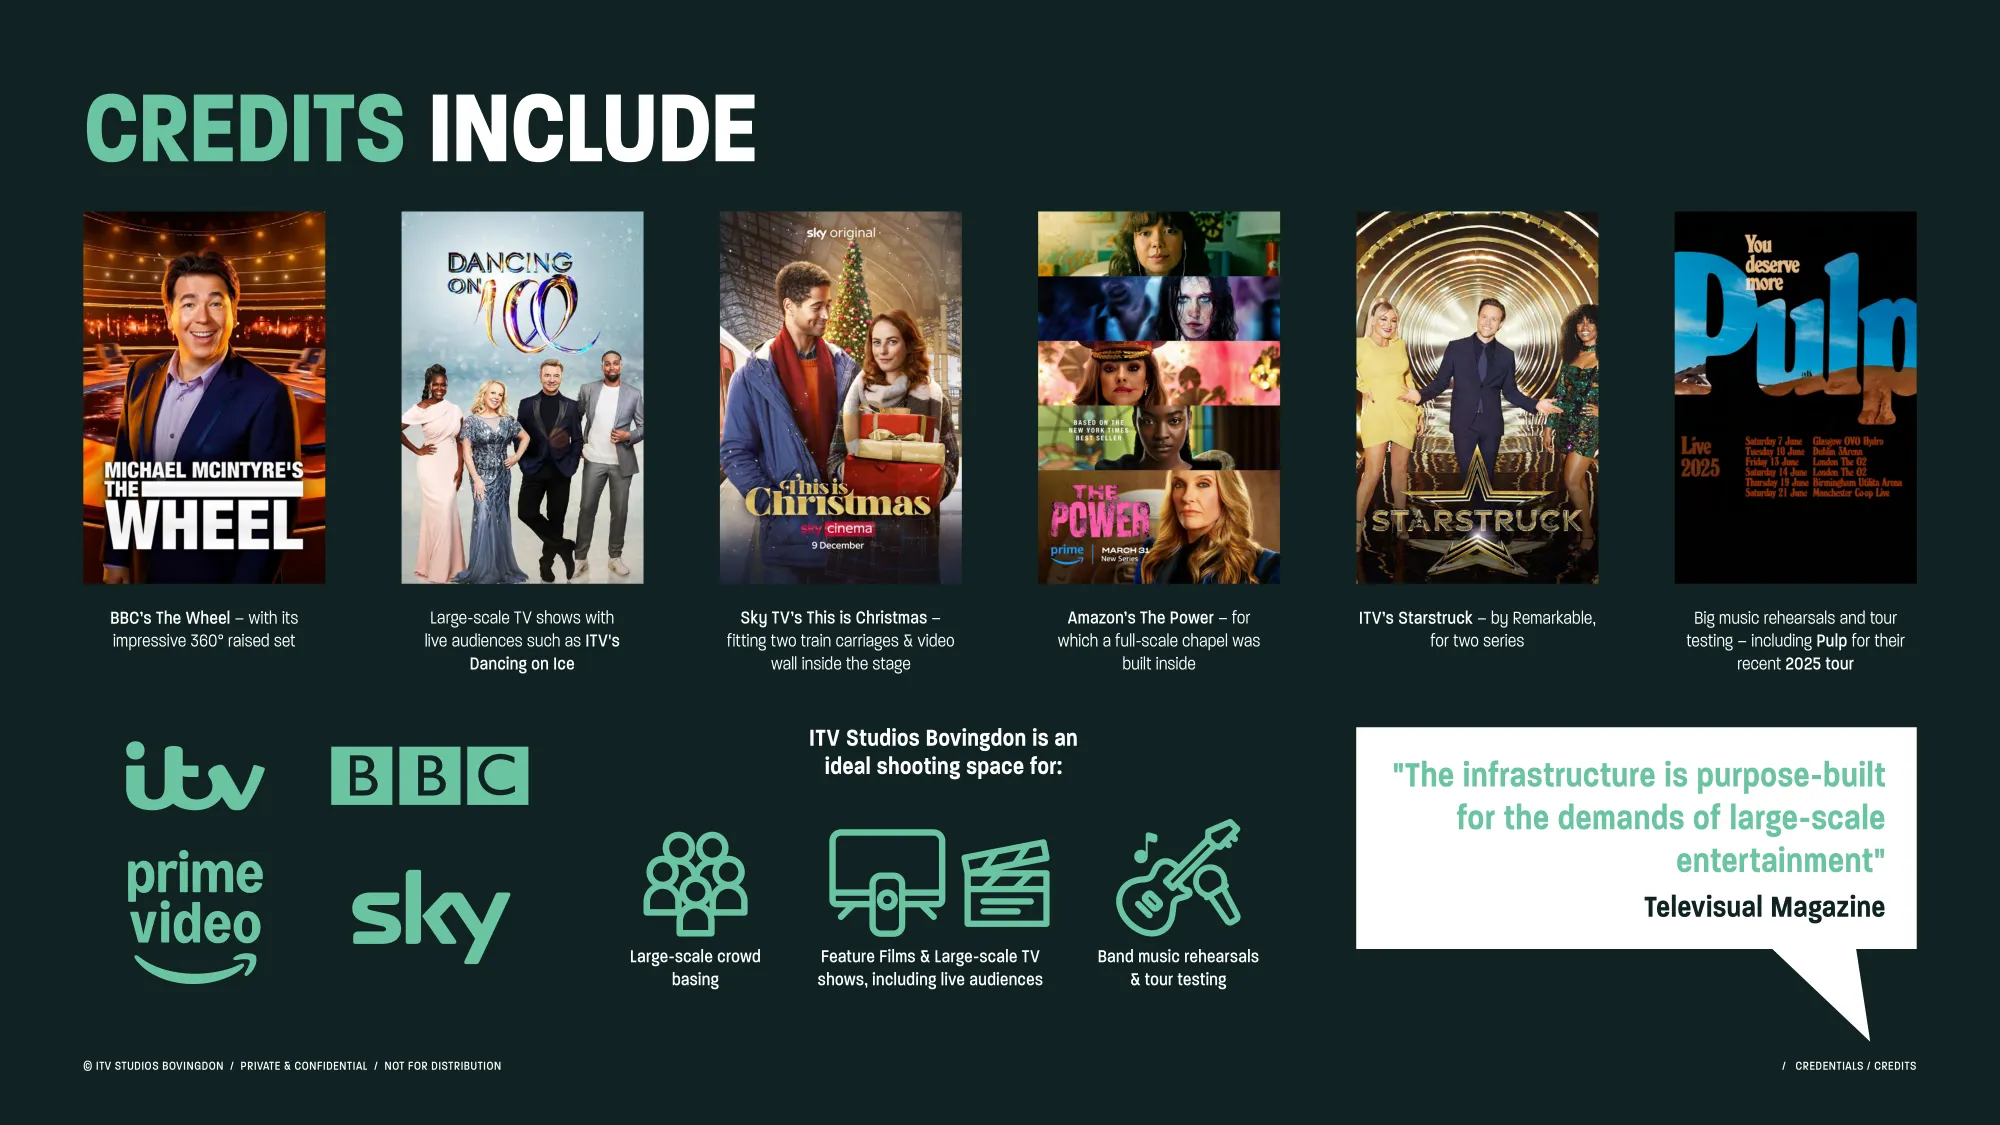 CREDITS INCLUDE
MICHAEL MCINTYRE'S
THE
WHEEL
BBC's The Wheel – with its
impressive 360° raised set
DANCING
ON ICE
Large-scale TV shows with
live audiences such as ITV's
Dancing on Ice
sky original
This is
Christmas
sky cinema
9 December
Sky TV's This is Christmas –
fitting two train carriages & video
wall inside the stage
BASED ON THE
NEW YORK TIMES
BEST SELLER
THE
POWER
prime
MARCH 31
New Series
Amazon's The Power – for
which a full-scale chapel was
built inside
STARSTRUCK
ITV's Starstruck – by Remarkable,
for two series
You
deserve
more
Pulp
Live
2025
Saturday 7 June Glasgow OVO Hydro
Tuesday 10 June Dublin 3Arena
Friday 13 June London The O2
Saturday 14 June London The O2
Thursday 19 June Birmingham Utilita Arena
Saturday 21 June Manchester Co-op Live
Big music rehearsals and tour
testing – including Pulp for their
recent 2025 tour
itv
BBC
prime
video
sky
ITV Studios Bovingdon is an
ideal shooting space for:
Large-scale crowd
basing
Feature Films & Large-scale TV
shows, including live audiences
Band music rehearsals
& tour testing
"The infrastructure is purpose-built
for the demands of large-scale
entertainment"
Televisual Magazine
© ITV STUDIOS BOVINGDON / PRIVATE & CONFIDENTIAL / NOT FOR DISTRIBUTION
/ CREDENTIALS / CREDITS